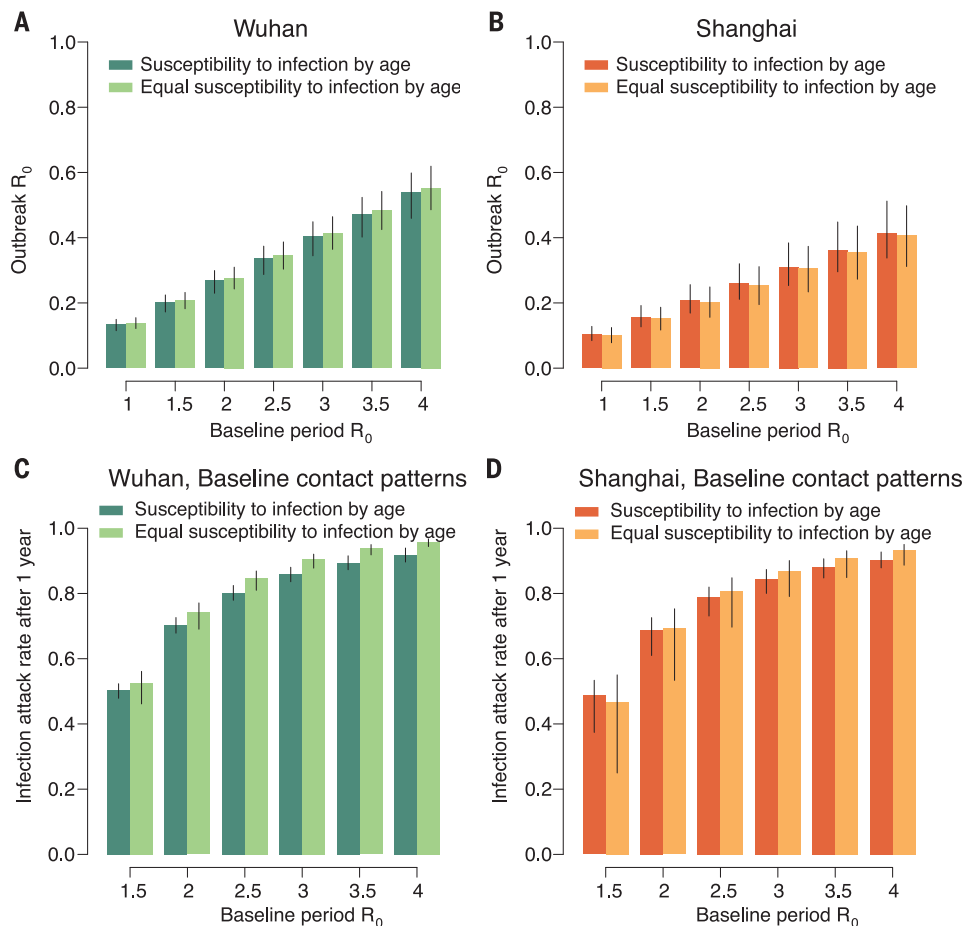 A
Wuhan
1.0
Susceptibility to infection by age
Equal susceptibility to infection by age
0.8
0.6
0.4
0.2
0.0
Outbreak R0
1 1.5 2 2.5 3 3.5 4
Baseline period R0
B
Shanghai
1.0
Susceptibility to infection by age
Equal susceptibility to infection by age
0.8
0.6
0.4
0.2
0.0
Outbreak R0
1 1.5 2 2.5 3 3.5 4
Baseline period R0
C
Wuhan, Baseline contact patterns
Susceptibility to infection by age
1.0
Equal susceptibility to infection by age
0.8
0.6
0.4
0.2
0.0
Infection attack rate after 1 year
1.5 2 2.5 3 3.5 4
Baseline period R0
D
Shanghai, Baseline contact patterns
Susceptibility to infection by age
1.0
Equal susceptibility to infection by age
0.8
0.6
0.4
0.2
0.0
Infection attack rate after 1 year
1.5 2 2.5 3 3.5 4
Baseline period R0